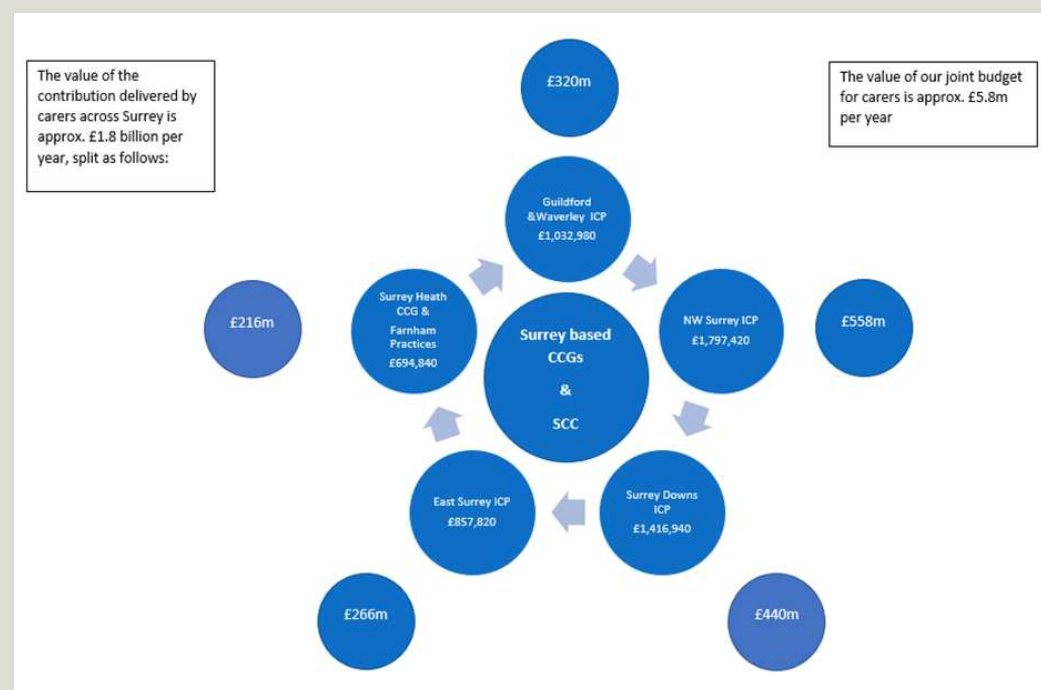 The value of the
contribution delivered by
carers across Surrey is
approx. £1.8 billion per
year, split as follows:
£320m
The value of our joint budget
for carers is approx. £5.8m
per year
Guildford
&Waverley ICP
£1,032,980
£216m
Surrey Heath
CCG &
Farnham
Practices
£694,840
Surrey based
CCGs
&
SCC
NW Surrey ICP
£1,797,420
£558m
East Surrey ICP
£857,820
Surrey Downs
ICP
£1,416,940
£266m
£440m